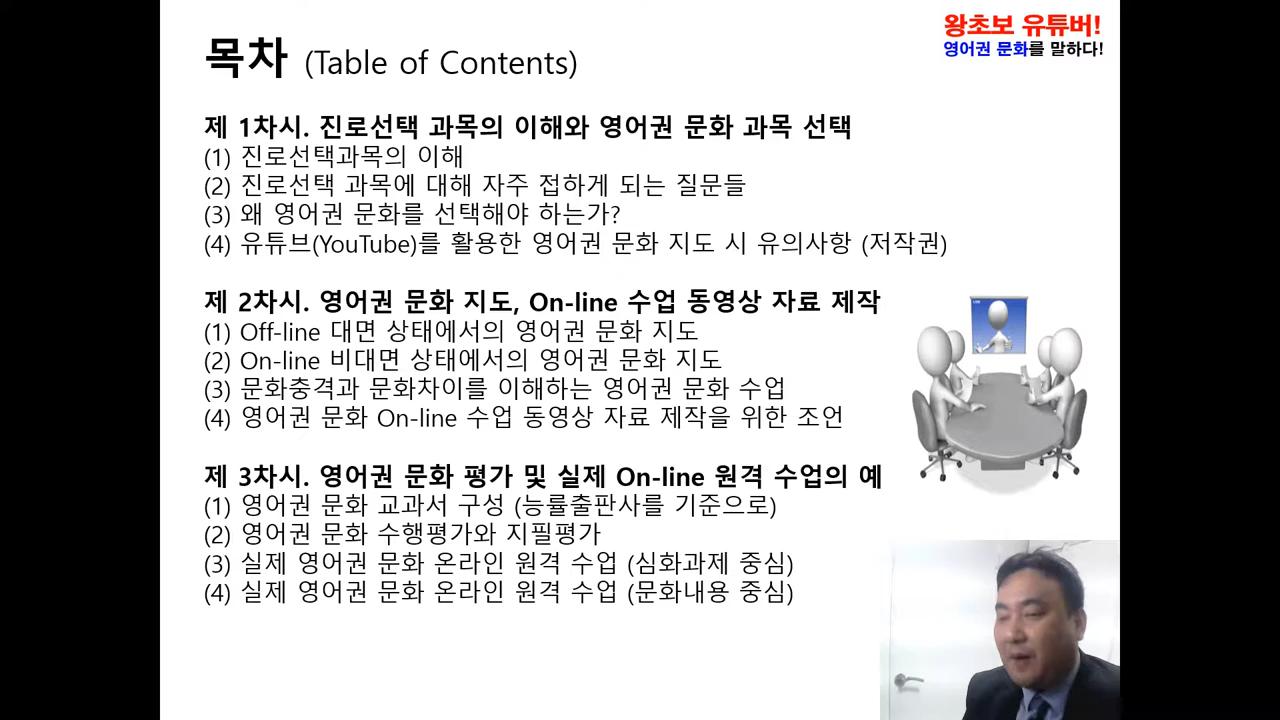 왕초보 유튜버!
영어권 문화를 말하다!
목차 (Table of Contents)
제 1차시. 진로선택 과목의 이해와 영어권 문화 과목 선택
(1) 진로선택과목의 이해
(2) 진로선택 과목에 대해 자주 접하게 되는 질문들
(3) 왜 영어권 문화를 선택해야 하는가?
(4) 유튜브(YouTube)를 활용한 영어권 문화 지도 시 유의사항 (저작권)
제 2차시. 영어권 문화 지도, On-line 수업 동영상 자료 제작
(1) Off-line 대면 상태에서의 영어권 문화 지도
(2) On-line 비대면 상태에서의 영어권 문화 지도
(3) 문화충격과 문화차이를 이해하는 영어권 문화 수업
(4) 영어권 문화 On-line 수업 동영상 자료 제작을 위한 조언
제 3차시. 영어권 문화 평가 및 실제 On-line 원격 수업의 예
(1) 영어권 문화 교과서 구성 (능률출판사를 기준으로)
(2) 영어권 문화 수행평가와 지필평가
(3) 실제 영어권 문화 온라인 원격 수업 (심화과제 중심)
(4) 실제 영어권 문화 온라인 원격 수업 (문화내용 중심)